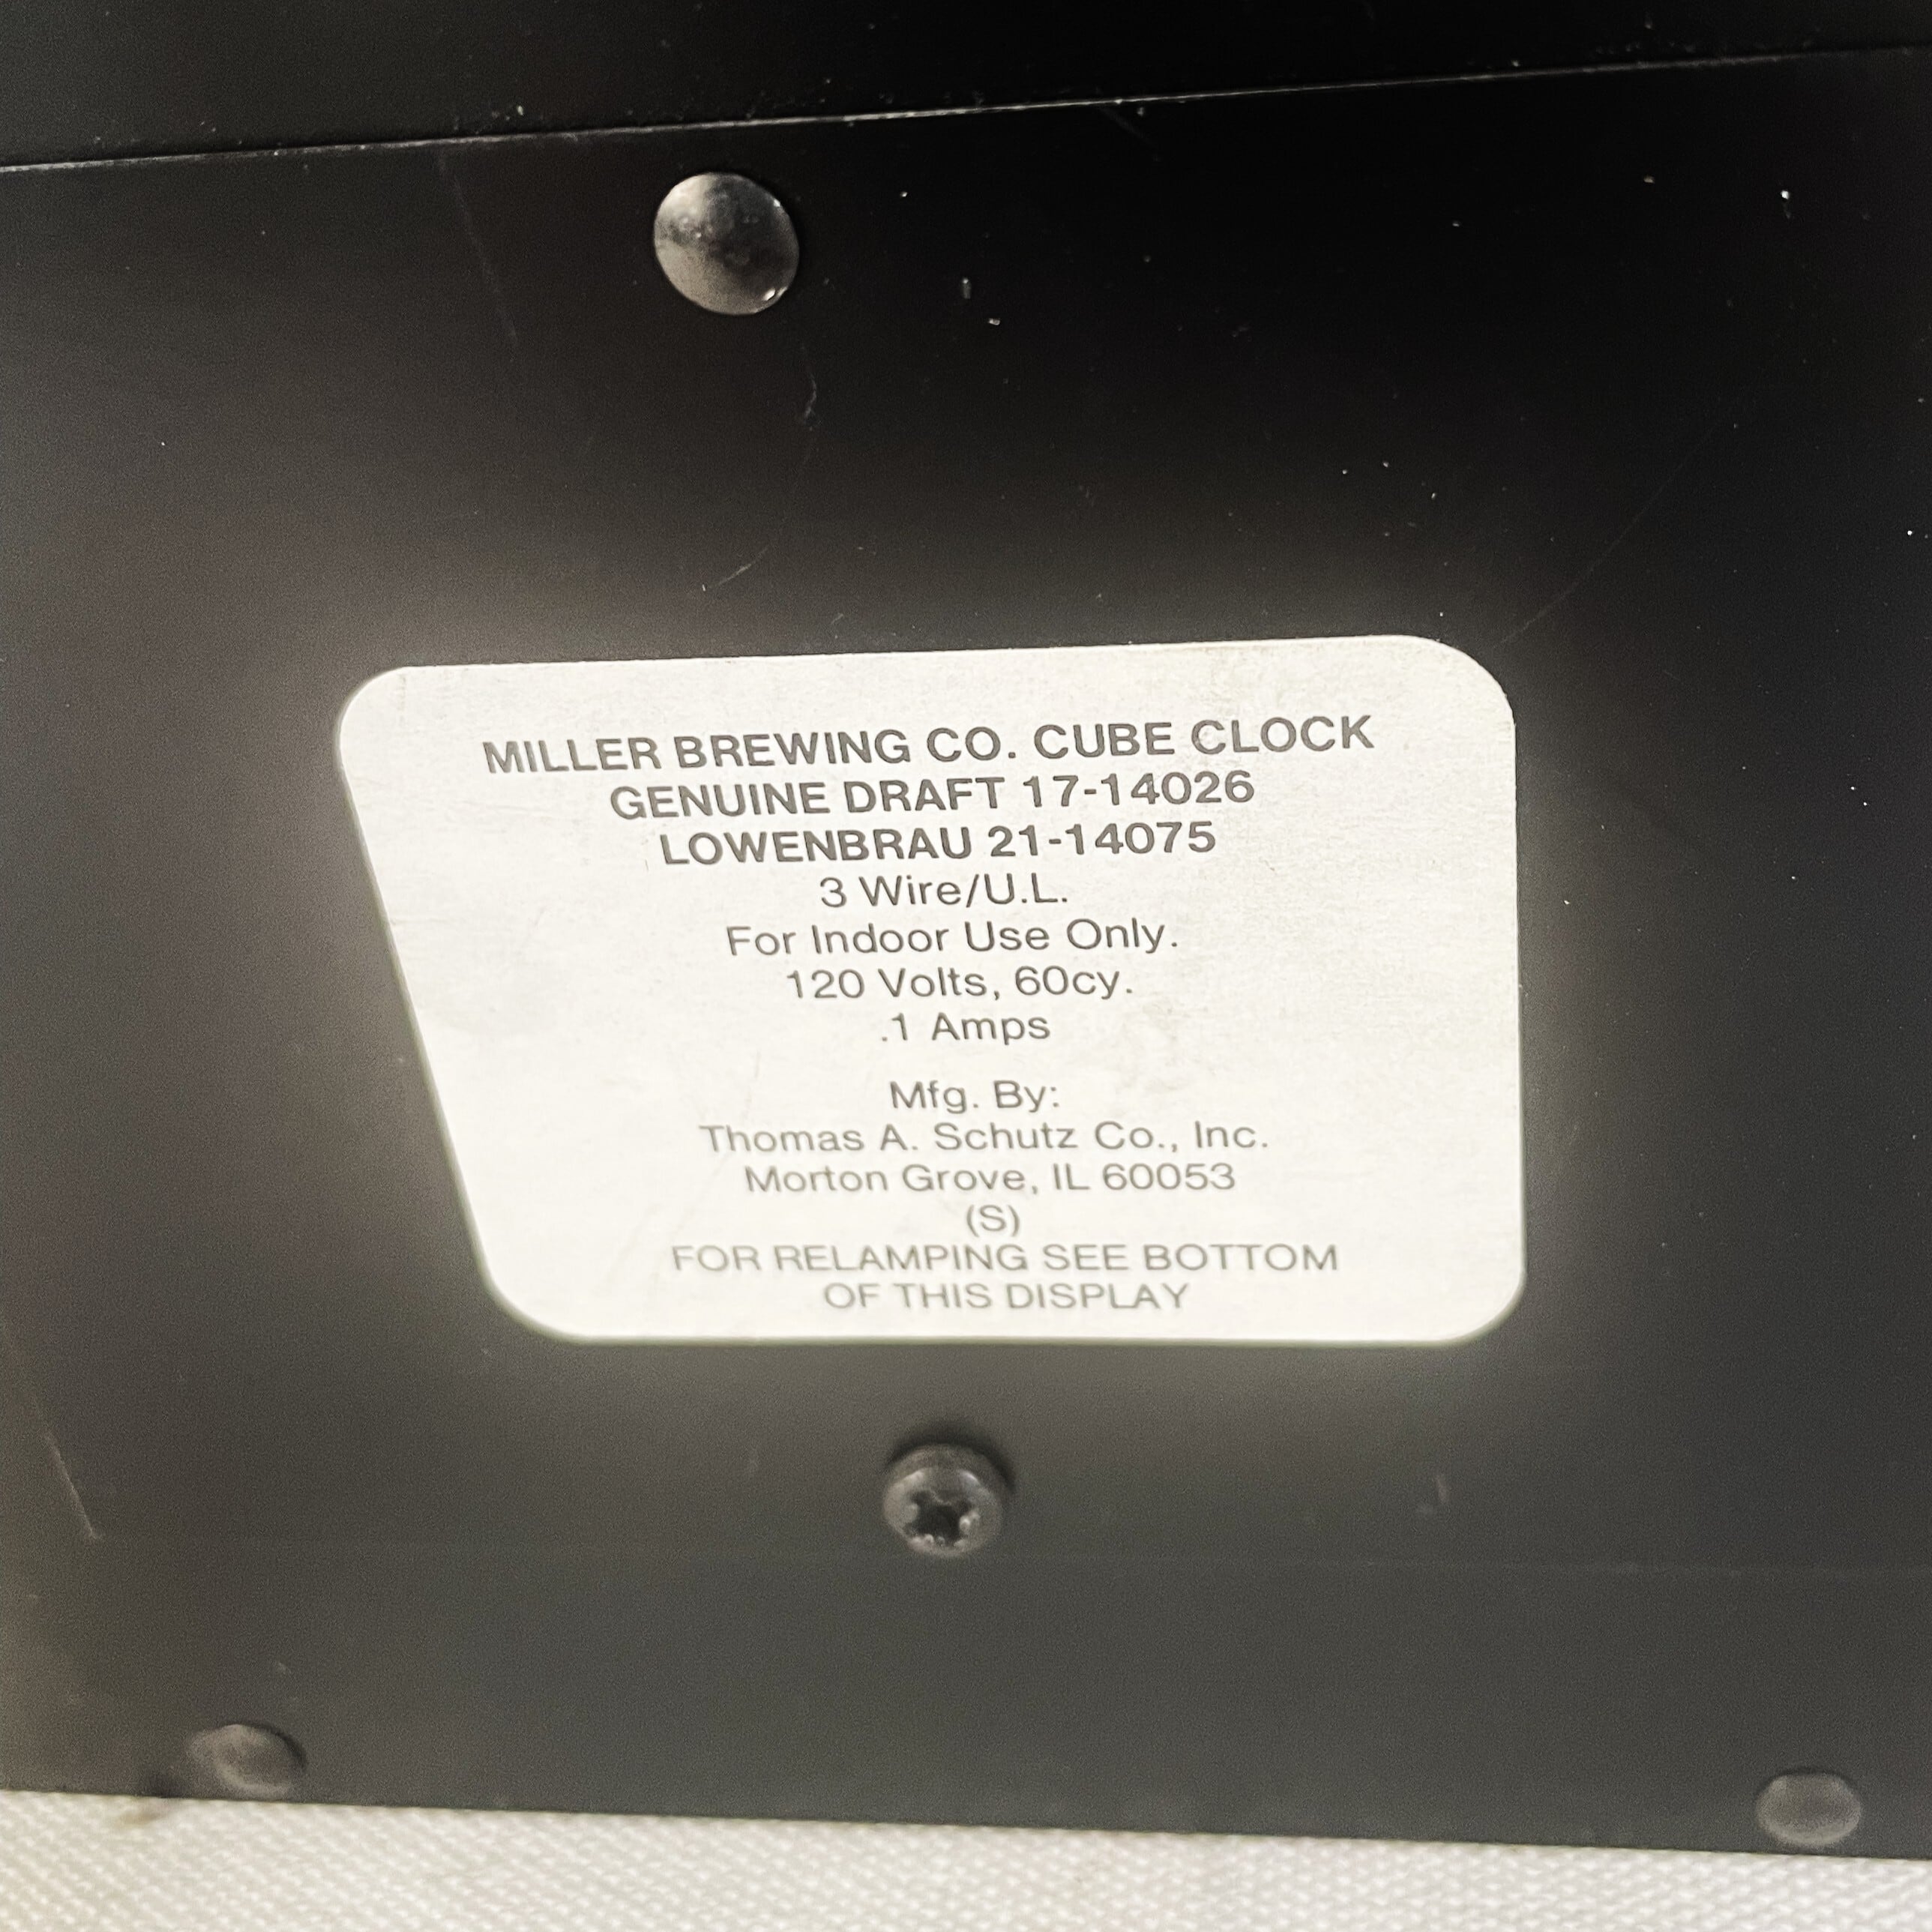 MILLER BREWING CO. CUBE CLOCK
GENUINE DRAFT 17-14026
LOWENBRAU 21-14075
3 Wire/U.L.
For Indoor Use Only.
120 Volts, 60cy.
.1 Amps
Mfg. By:
Thomas A. Schutz Co., Inc.
Morton Grove, IL 60053
(S)
FOR RELAMPING SEE BOTTOM
OF THIS DISPLAY